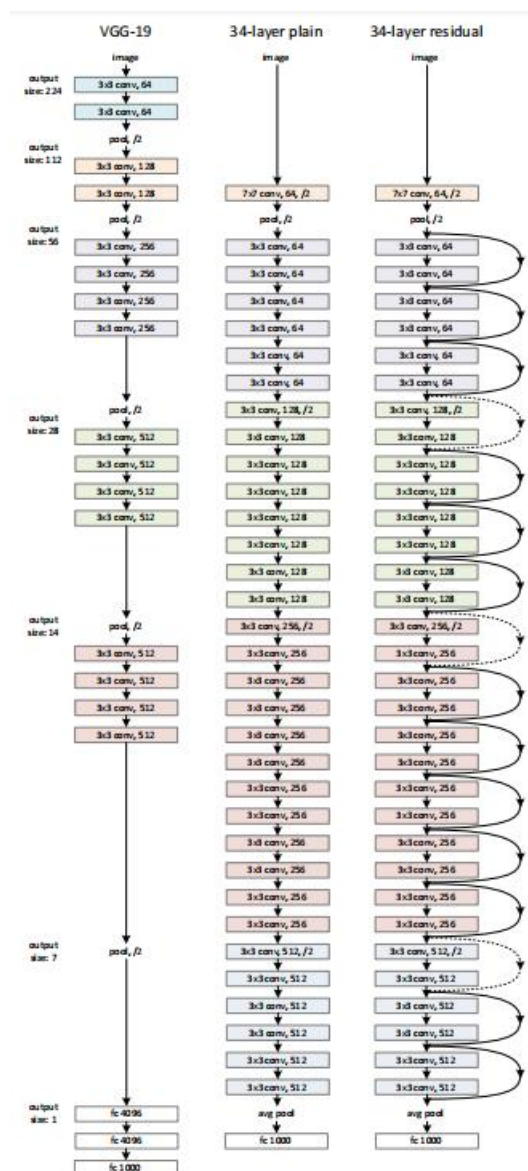 output
size: 224
output
size: 112
output
size: 56
output
size: 28
output
size: 14
output
size: 7
output
size: 1
VGG-19
image
3x3 conv, 64
3x3 conv, 64
pool, /2
3x3 conv, 128
3x3 conv, 128
pool, /2
3x3 conv, 256
3x3 conv, 256
3x3 conv, 256
3x3 conv, 256
pool, /2
3x3 conv, 512
3x3 conv, 512
3x3 conv, 512
3x3 conv, 512
pool, /2
3x3 conv, 512
3x3 conv, 512
3x3 conv, 512
3x3 conv, 512
pool, /2
fc 4096
fc 4096
fc 1000
34-layer plain
image
7x7 conv, 64, /2
pool, /2
3x3 conv, 64
3x3 conv, 64
3x3 conv, 64
3x3 conv, 64
3x3 conv, 64
3x3 conv, 64
3x3 conv, 128, /2
3x3 conv, 128
3x3 conv, 128
3x3 conv, 128
3x3 conv, 128
3x3 conv, 128
3x3 conv, 128
3x3 conv, 128
3x3 conv, 256, /2
3x3 conv, 256
3x3 conv, 256
3x3 conv, 256
3x3 conv, 256
3x3 conv, 256
3x3 conv, 256
3x3 conv, 256
3x3 conv, 256
3x3 conv, 256
3x3 conv, 256
3x3 conv, 256
3x3 conv, 512, /2
3x3 conv, 512
3x3 conv, 512
3x3 conv, 512
3x3 conv, 512
3x3 conv, 512
avg pool
fc 1000
34-layer residual
image
7x7 conv, 64, /2
pool, /2
3x3 conv, 64
3x3 conv, 64
3x3 conv, 64
3x3 conv, 64
3x3 conv, 64
3x3 conv, 64
3x3 conv, 128, /2
3x3 conv, 128
3x3 conv, 128
3x3 conv, 128
3x3 conv, 128
3x3 conv, 128
3x3 conv, 128
3x3 conv, 128
3x3 conv, 256, /2
3x3 conv, 256
3x3 conv, 256
3x3 conv, 256
3x3 conv, 256
3x3 conv, 256
3x3 conv, 256
3x3 conv, 256
3x3 conv, 256
3x3 conv, 256
3x3 conv, 256
3x3 conv, 256
3x3 conv, 512, /2
3x3 conv, 512
3x3 conv, 512
3x3 conv, 512
3x3 conv, 512
3x3 conv, 512
avg pool
fc 1000